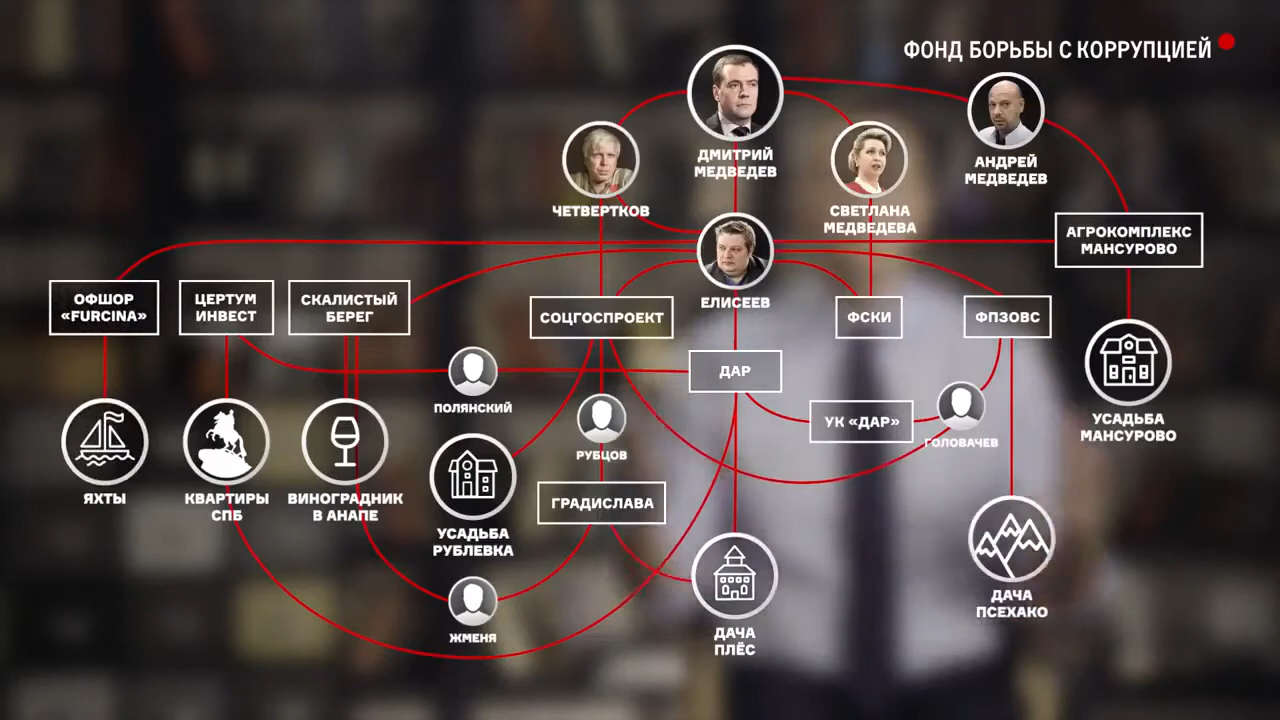 ФОНД БОРЬБЫ С КОРРУПЦИЕЙ
ДМИТРИЙ
МЕДВЕДЕВ
АНДРЕЙ
МЕДВЕДЕВ
ЧЕТВЕРТКОВ
СВЕТЛАНА
МЕДВЕДЕВА
АГРОКОМПЛЕКС
МАНСУРОВО
ЕЛИСЕЕВ
ОФШОР
«FURCINA»
ЦЕРТУМ
ИНВЕСТ
СКАЛИСТЫЙ
БЕРЕГ
СОЦГОСПРОЕКТ
ФСКИ
ФПЗОВС
ДАР
ПОЛЯНСКИЙ
УК «ДАР»
ГОЛОВАЧЕВ
УСАДЬБА
МАНСУРОВО
РУБЦОВ
ЯХТЫ
КВАРТИРЫ
СПБ
ВИНОГРАДНИК
В АНАПЕ
ГРАДИСЛАВА
УСАДЬБА
РУБЛЕВКА
ДАЧА
ПСЕХАКО
ЖМЕНЯ
ДАЧА
ПЛЁС